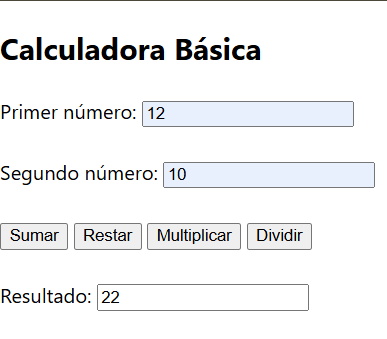 Calculadora Básica
Primer número: 12
Segundo número: 10
Sumar Restar Multiplicar Dividir
Resultado: 22